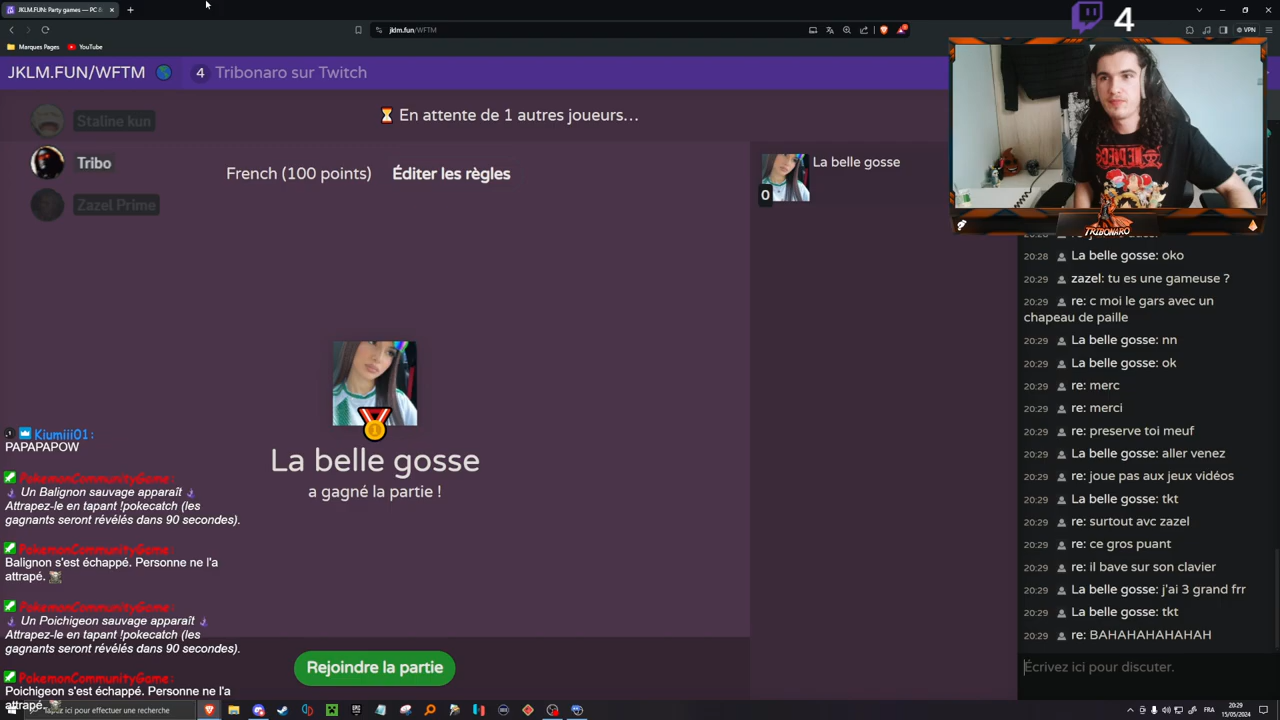 JKLM.FUN: Party games — PC &
4
jklm.fun/WFTM
VPN
Marques Pages
YouTube
JKLM.FUN/WFTM
4 Tribonaro sur Twitch
Staline kun
En attente de 1 autres joueurs…
Tribo
French (100 points)
Éditer les règles
Zazel Prime
La belle gosse
0
TRIBONARO
20:28 La belle gosse: oko
20:29 zazel: tu es une gameuse ?
20:29 re: c moi le gars avec un
chapeau de paille
20:29 La belle gosse: nn
20:29 La belle gosse: ok
20:29 re: merc
20:29 re: merci
20:29 re: preserve toi meuf
20:29 La belle gosse: aller venez
20:29 re: joue pas aux jeux vidéos
20:29 La belle gosse: tkt
20:29 re: surtout avc zazel
20:29 re: ce gros puant
20:29 re: il bave sur son clavier
20:29 La belle gosse: j'ai 3 grand frr
20:29 La belle gosse: tkt
20:29 re: BAHAHAHAHAHAH
Écrivez ici pour discuter.
La belle gosse
a gagné la partie !
Rejoindre la partie
Kiumiii01:
PAPAPAPOW
PokemonCommunityGame:
Un Balignon sauvage apparaît
Attrapez-le en tapant !pokecatch (les
gagnants seront révélés dans 90 secondes).
PokemonCommunityGame:
Balignon s'est échappé. Personne ne l'a
attrapé.
PokemonCommunityGame:
Un Poichigeon sauvage apparaît
Attrapez-le en tapant !pokecatch (les
gagnants seront révélés dans 90 secondes).
PokemonCommunityGame:
Poichigeon s'est échappé. Personne ne l'a
attrapé.
ici pour effectuer une recherche
FRA
20:29
15/05/2024